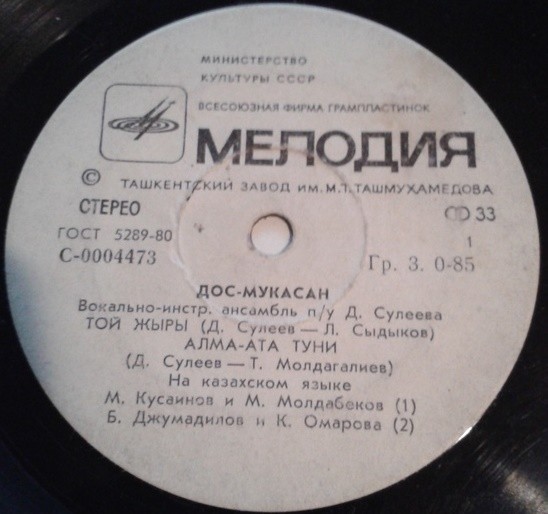 МИНИСТЕРСТВО
КУЛЬТУРЫ СССР
ВСЕСОЮЗНАЯ ФИРМА ГРАМПЛАСТИНОК
МЕЛОДИЯ
© ТАШКЕНТСКИЙ ЗАВОД ИМ. М. Т. ТАШМУХАМЕДОВА
СТЕРЕО 33
ГОСТ 5289-80 1
С-0004473 Гр. 3. 0-85
ДОС-МУКАСАН
Вокально-инстр. ансамбль п/у Д. Сулеева
ТОЙ ЖЫРЫ (Д. Сулеев — Л. Сыдыков)
АЛМА-АТА ТУНИ
(Д. Сулеев — Т. Молдагалиев)
На казахском языке
М. Кусаинов и М. Молдабеков (1)
Б. Джумадилов и К. Омарова (2)